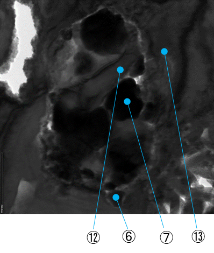 ⑫ ⑥ ⑦ ⑬